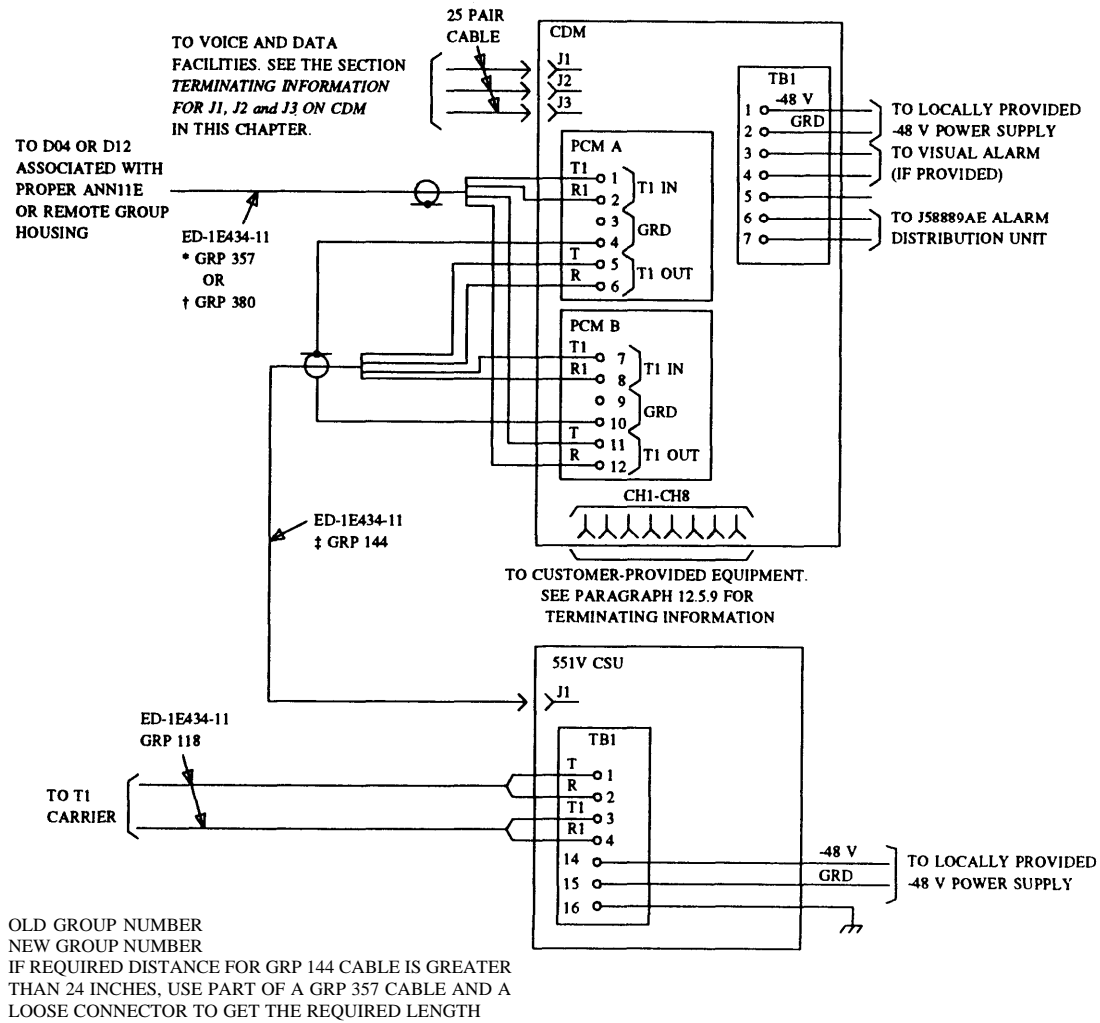 25 PAIR
CABLE
TO VOICE AND DATA
FACILITIES. SEE THE SECTION
TERMINATING INFORMATION
FOR J1, J2 and J3 ON CDM
IN THIS CHAPTER.
CDM
J1
J2
J3
TB1
1 -48 V
2 GRD
3
4
5
6
7
TO LOCALLY PROVIDED
-48 V POWER SUPPLY
TO VISUAL ALARM
(IF PROVIDED)
TO J58889AE ALARM
DISTRIBUTION UNIT
TO D04 OR D12
ASSOCIATED WITH
PROPER ANN11E
OR REMOTE GROUP
HOUSING
ED-1E434-11
* GRP 357
OR
† GRP 380
PCM A
T1 1
R1 2
T1 IN
3
4
GRD
T 5
R 6
T1 OUT
PCM B
T1 7
R1 8
T1 IN
9
10
GRD
T 11
R 12
T1 OUT
CH1-CH8
ED-1E434-11
‡ GRP 144
TO CUSTOMER-PROVIDED EQUIPMENT.
SEE PARAGRAPH 12.5.9 FOR
TERMINATING INFORMATION
551V CSU
J1
ED-1E434-11
GRP 118
TO T1
CARRIER
TB1
T 1
R 2
T1 3
R1 4
14
15
16
-48 V
GRD
TO LOCALLY PROVIDED
-48 V POWER SUPPLY
OLD GROUP NUMBER
NEW GROUP NUMBER
IF REQUIRED DISTANCE FOR GRP 144 CABLE IS GREATER
THAN 24 INCHES, USE PART OF A GRP 357 CABLE AND A
LOOSE CONNECTOR TO GET THE REQUIRED LENGTH